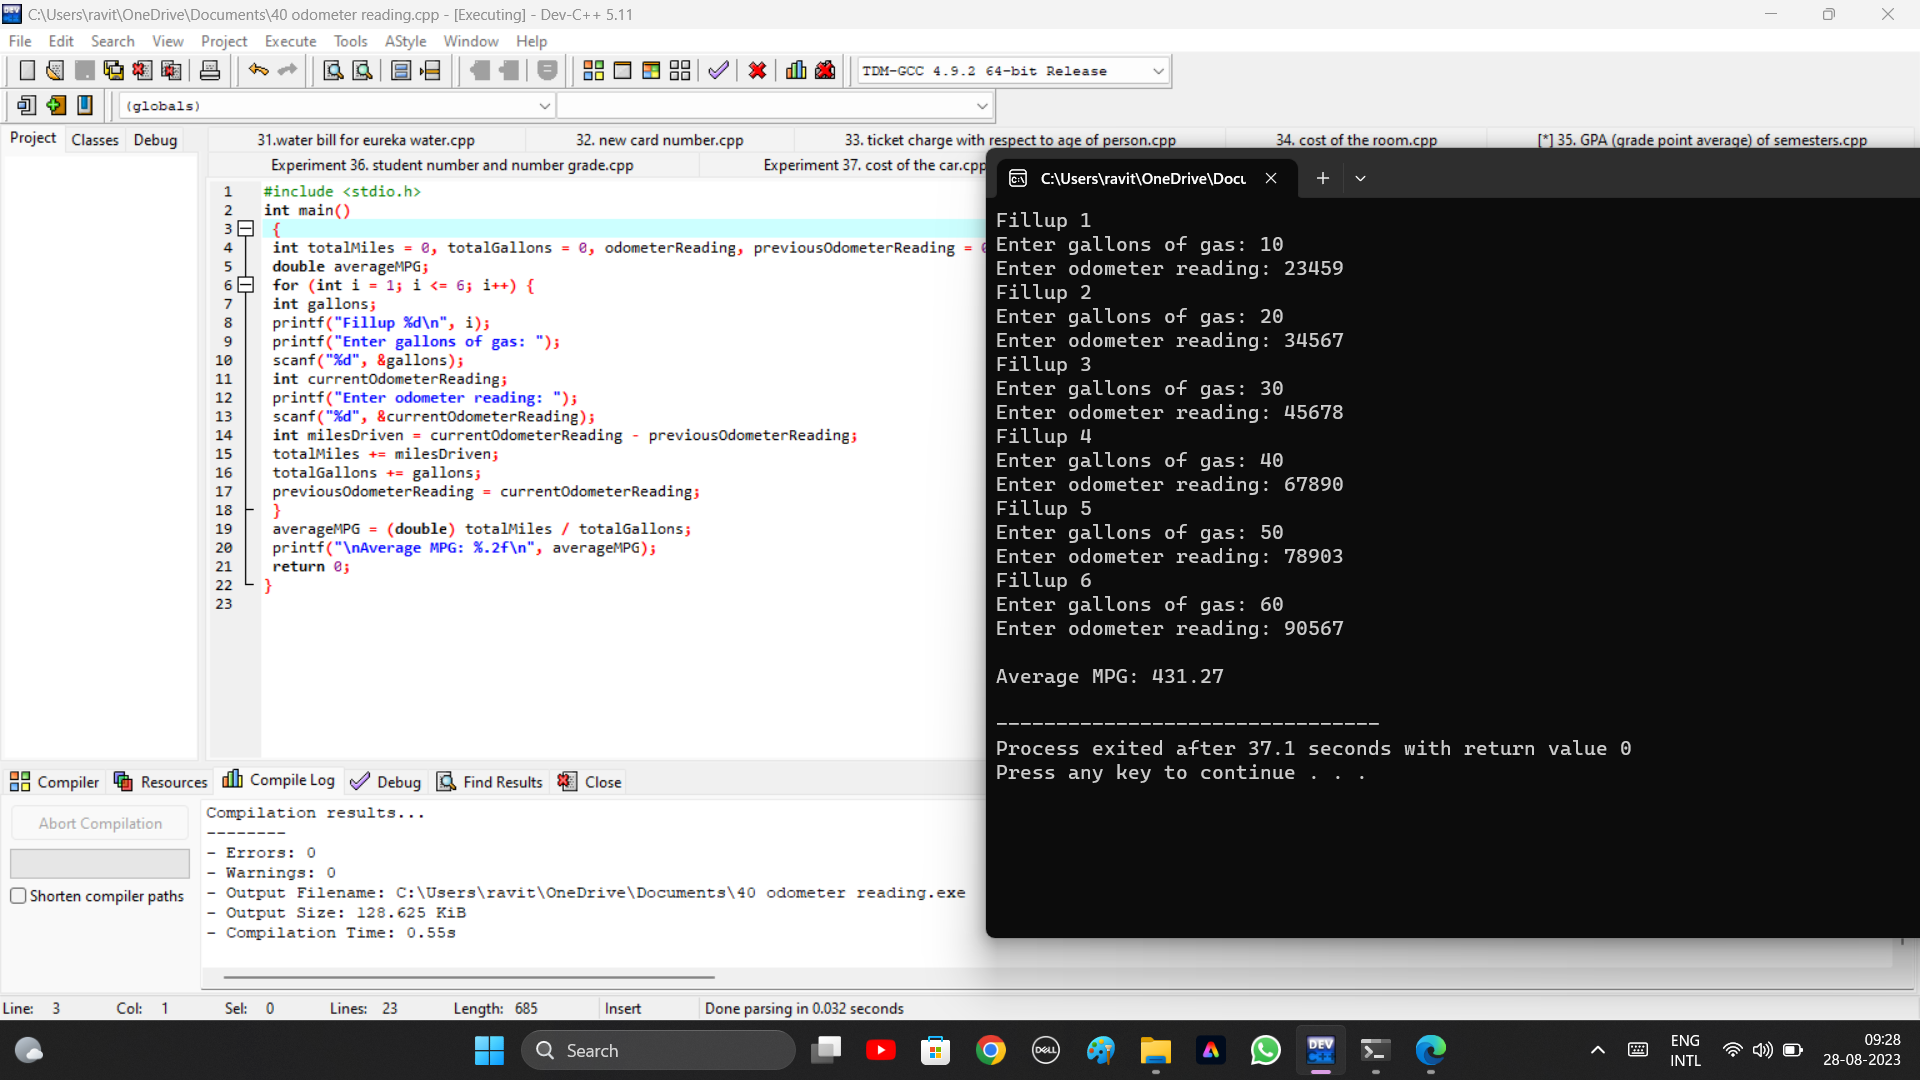 C:\Users\ravit\OneDrive\Documents\40 odometer reading.cpp - [Executing] - Dev-C++ 5.11
File Edit Search View Project Execute Tools AStyle Window Help
TDM-GCC 4.9.2 64-bit Release
(globals)
Project Classes Debug
31.water bill for eureka water.cpp 32. new card number.cpp 33. ticket charge with respect to age of person.cpp 34. cost of the room.cpp [*] 35. GPA (grade point average) of semesters.cpp
Experiment 36. student number and number grade.cpp Experiment 37. cost of the car.cpp
1 #include <stdio.h>
2 int main()
3 {
4 int totalMiles = 0, totalGallons = 0, odometerReading, previousOdometerReading =
5 double averageMPG;
6 for (int i = 1; i <= 6; i++) {
7 int gallons;
8 printf("Fillup %d\n", i);
9 printf("Enter gallons of gas: ");
10 scanf("%d", &gallons);
11 int currentOdometerReading;
12 printf("Enter odometer reading: ");
13 scanf("%d", &currentOdometerReading);
14 int milesDriven = currentOdometerReading - previousOdometerReading;
15 totalMiles += milesDriven;
16 totalGallons += gallons;
17 previousOdometerReading = currentOdometerReading;
18 }
19 averageMPG = (double) totalMiles / totalGallons;
20 printf("\nAverage MPG: %.2f\n", averageMPG);
21 return 0;
22 }
23
C:\Users\ravit\OneDrive\Docu
Fillup 1
Enter gallons of gas: 10
Enter odometer reading: 23459
Fillup 2
Enter gallons of gas: 20
Enter odometer reading: 34567
Fillup 3
Enter gallons of gas: 30
Enter odometer reading: 45678
Fillup 4
Enter gallons of gas: 40
Enter odometer reading: 67890
Fillup 5
Enter gallons of gas: 50
Enter odometer reading: 78903
Fillup 6
Enter gallons of gas: 60
Enter odometer reading: 90567
Average MPG: 431.27
--------------------------------
Process exited after 37.1 seconds with return value 0
Press any key to continue . . .
Compiler Resources Compile Log Debug Find Results Close
Abort Compilation
Shorten compiler paths
Compilation results...
--------
- Errors: 0
- Warnings: 0
- Output Filename: C:\Users\ravit\OneDrive\Documents\40 odometer reading.exe
- Output Size: 128.625 KiB
- Compilation Time: 0.55s
Line: 3 Col: 1 Sel: 0 Lines: 23 Length: 685 Insert Done parsing in 0.032 seconds
Search
DELL
DEV
ENG
INTL
09:28
28-08-2023